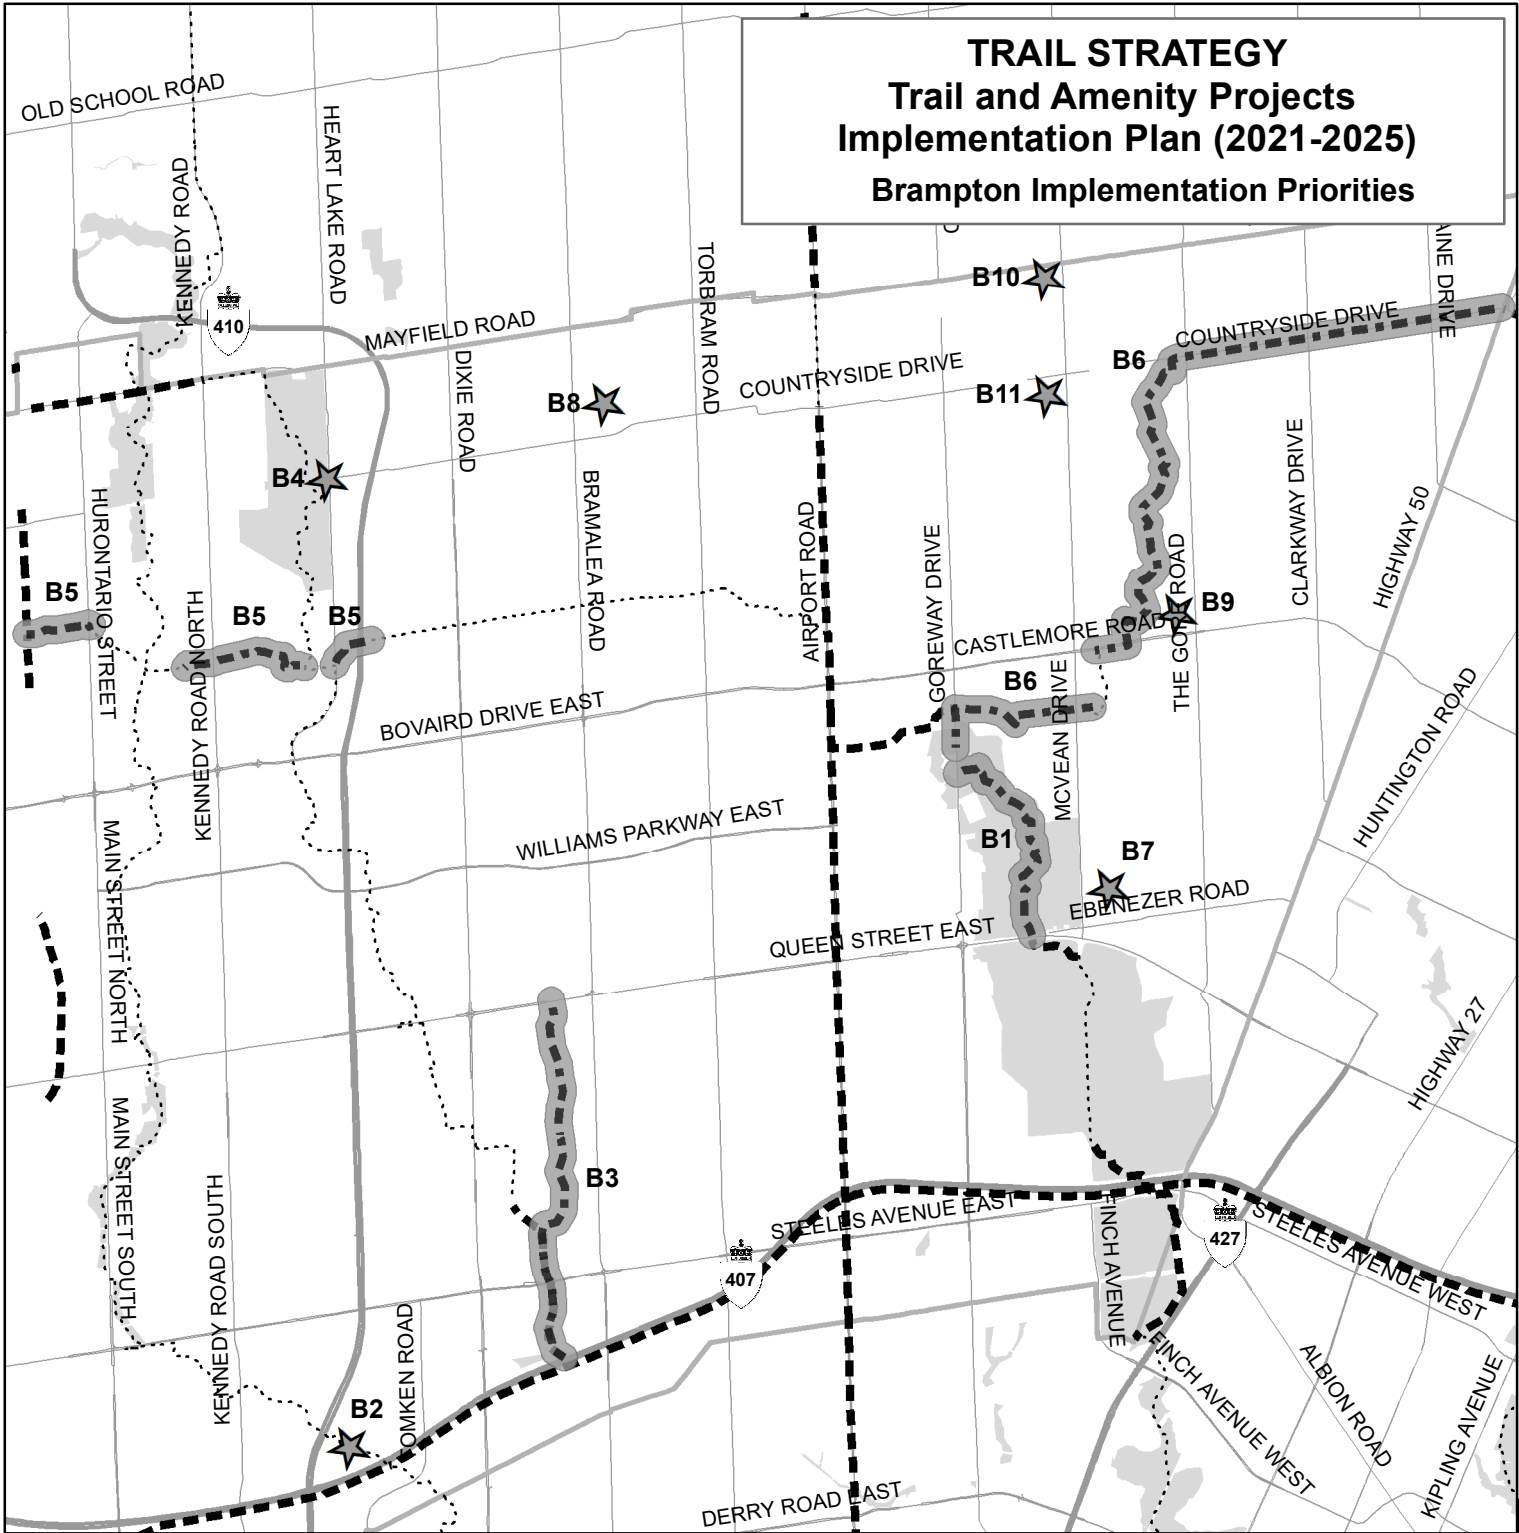 TRAIL STRATEGY
Trail and Amenity Projects
Implementation Plan (2021-2025)
Brampton Implementation Priorities
OLD SCHOOL ROAD
KENNEDY ROAD
HEART LAKE ROAD
410
MAYFIELD ROAD
TORBRAM ROAD
B10
COUNTRYSIDE DRIVE
AINE DRIVE
DIXIE ROAD
COUNTRYSIDE DRIVE
B6
B8
B11
B4
HURONTARIO STREET
BRAMALEA ROAD
AIRPORT ROAD
GOREWAY DRIVE
CLARKWAY DRIVE
HIGHWAY 50
B5
B5
B5
KENNEDY ROAD NORTH
B9
CASTLEMORE ROAD
THE GORE ROAD
B6
MCVEAN DRIVE
BOVAIRD DRIVE EAST
HUNTINGTON ROAD
WILLIAMS PARKWAY EAST
B1
B7
EBENEZER ROAD
MAIN STREET NORTH
QUEEN STREET EAST
HIGHWAY 27
MAIN STREET SOUTH
B3
KENNEDY ROAD SOUTH
STEELES AVENUE EAST
FINCH AVENUE
427
STEELES AVENUE WEST
407
TOMKEN ROAD
FINCH AVENUE WEST
ALBION ROAD
KIPLING AVENUE
B2
DERRY ROAD EAST